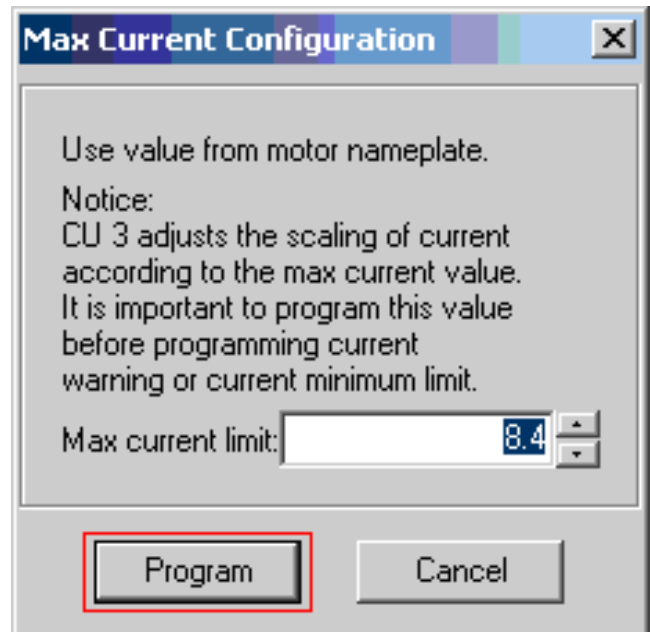 Max Current Configuration
Use value from motor nameplate.
Notice:
CU 3 adjusts the scaling of current
according to the max current value.
It is important to program this value
before programming current
warning or current minimum limit.
Max current limit: 8.4
Program Cancel